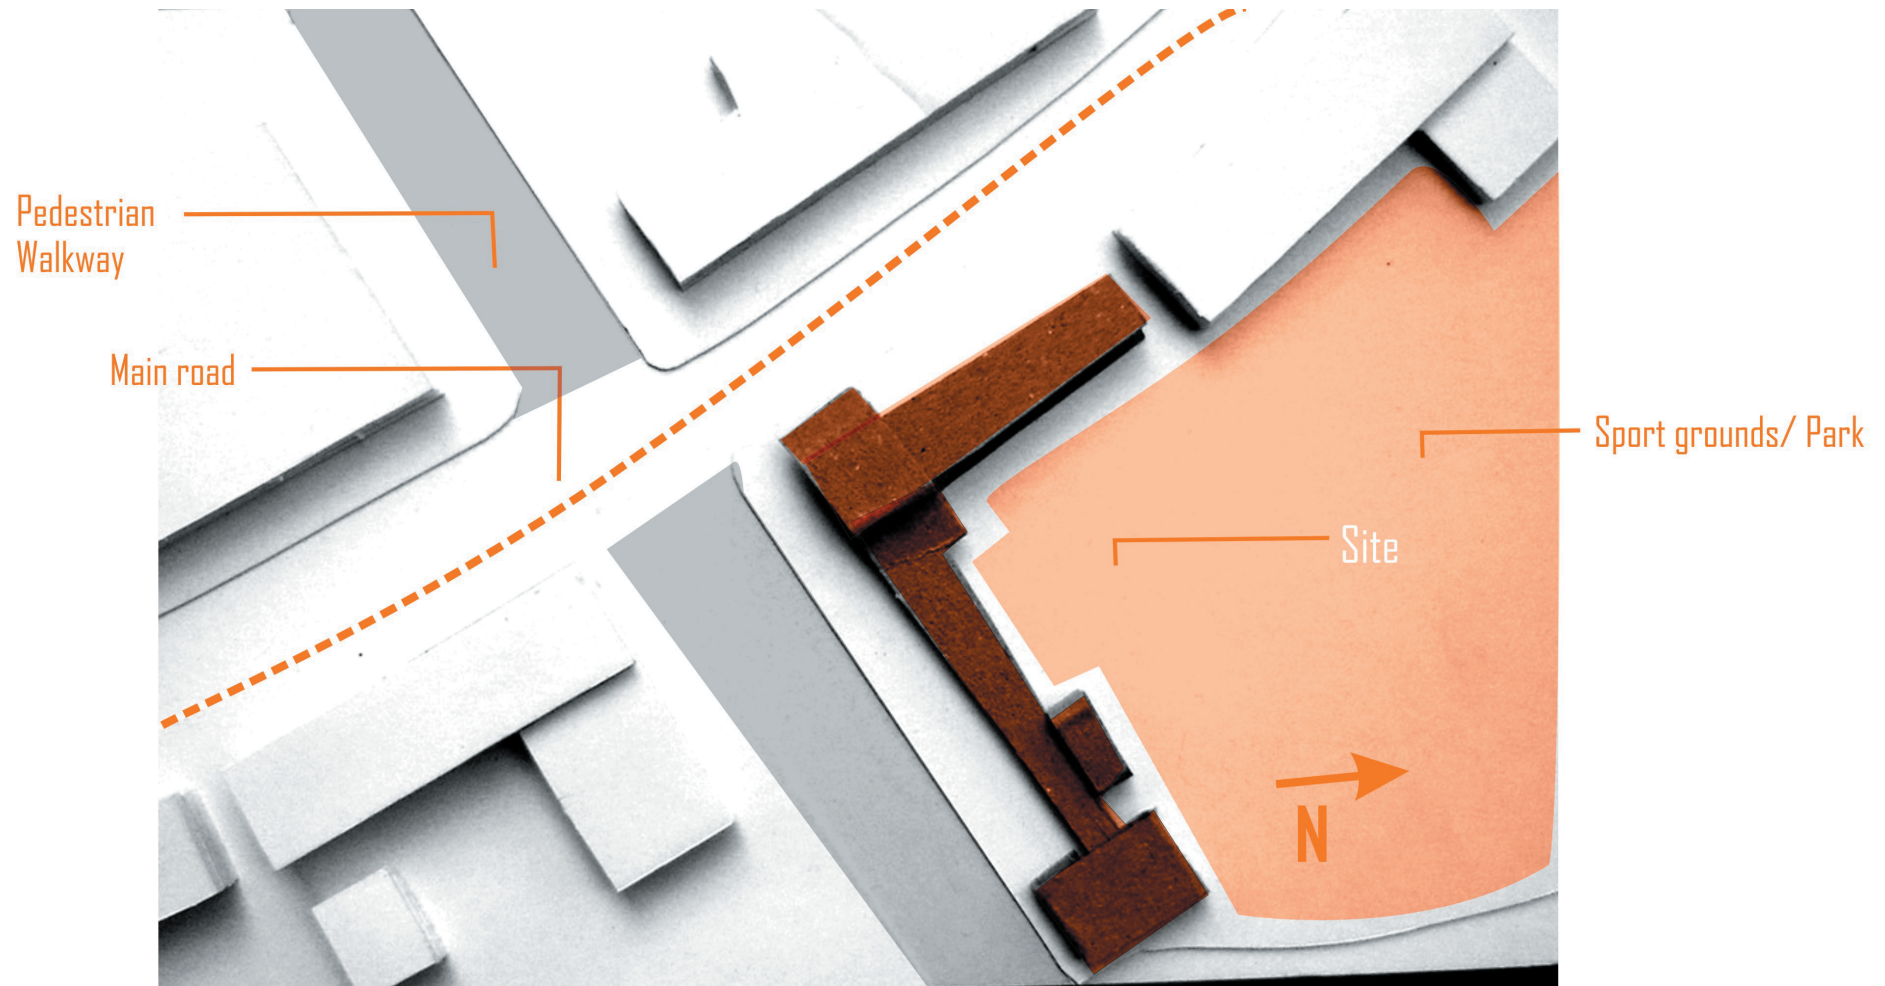 Pedestrian
Walkway
Main road
Sport grounds/ Park
Site
N